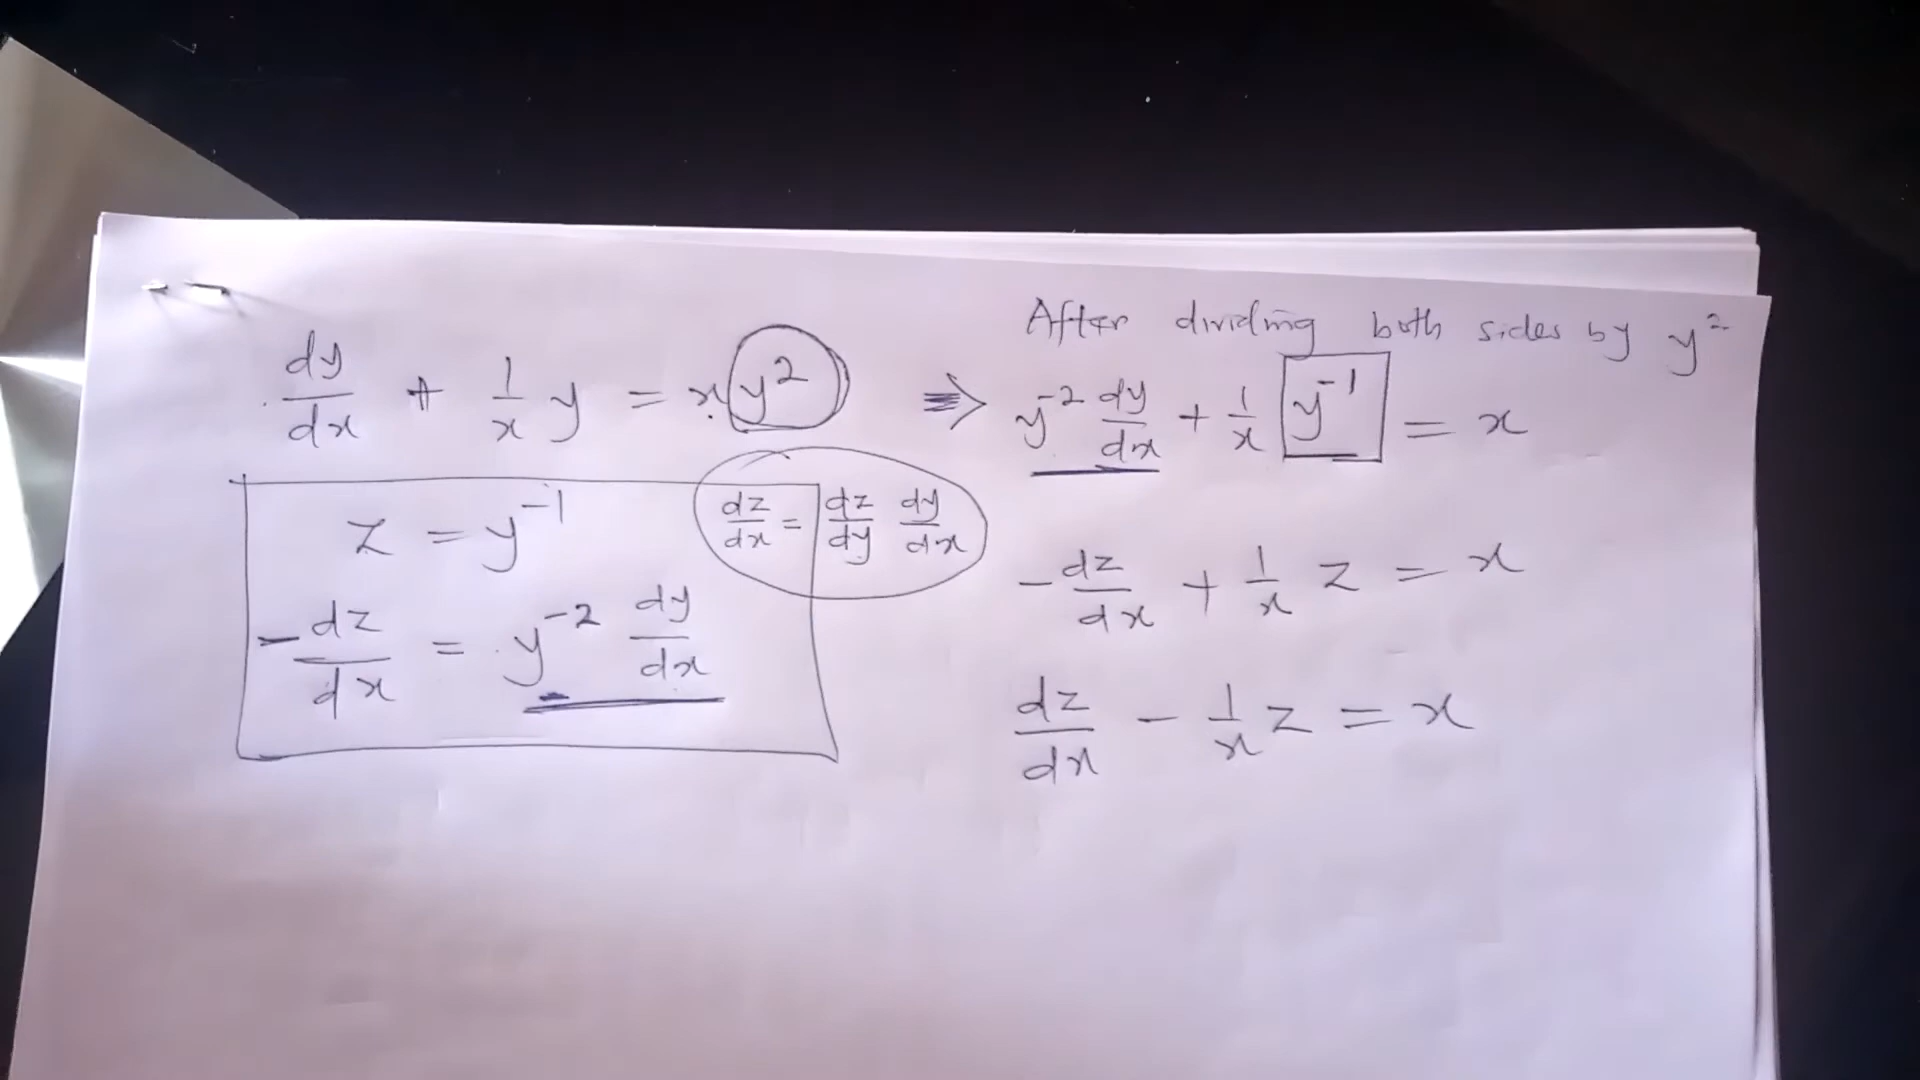 dy/dx + 1/x y = x y² ⇒
z = y⁻¹
dz/dx = dz/dy dy/dx
-dz/dx = y⁻² dy/dx
After dividing both sides by y²
y⁻² dy/dx + 1/x y⁻¹ = x
-dz/dx + 1/x z = x
dz/dx - 1/x z = x